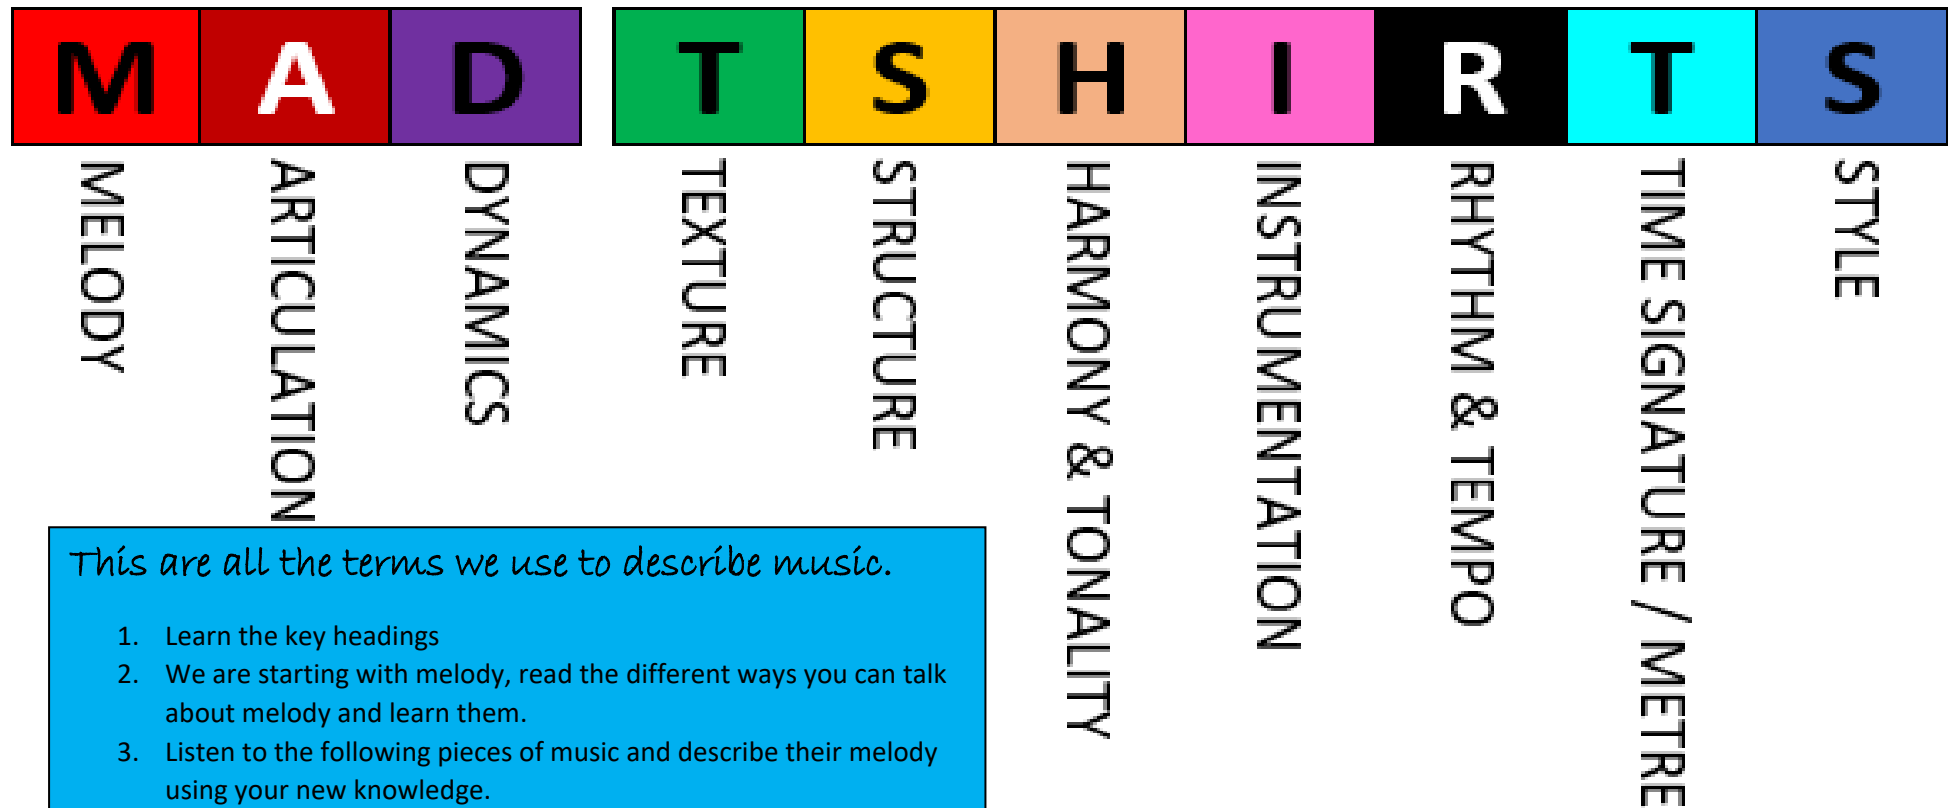 M A D T S H I R T S
MELODY
ARTICULATION
DYNAMICS
TEXTURE
STRUCTURE
HARMONY & TONALITY
INSTRUMENTATION
RHYTHM & TEMPO
TIME SIGNATURE / METRE
STYLE
This are all the terms we use to describe music.
1. Learn the key headings
2. We are starting with melody, read the different ways you can talk
about melody and learn them.
3. Listen to the following pieces of music and describe their melody
using your new knowledge.